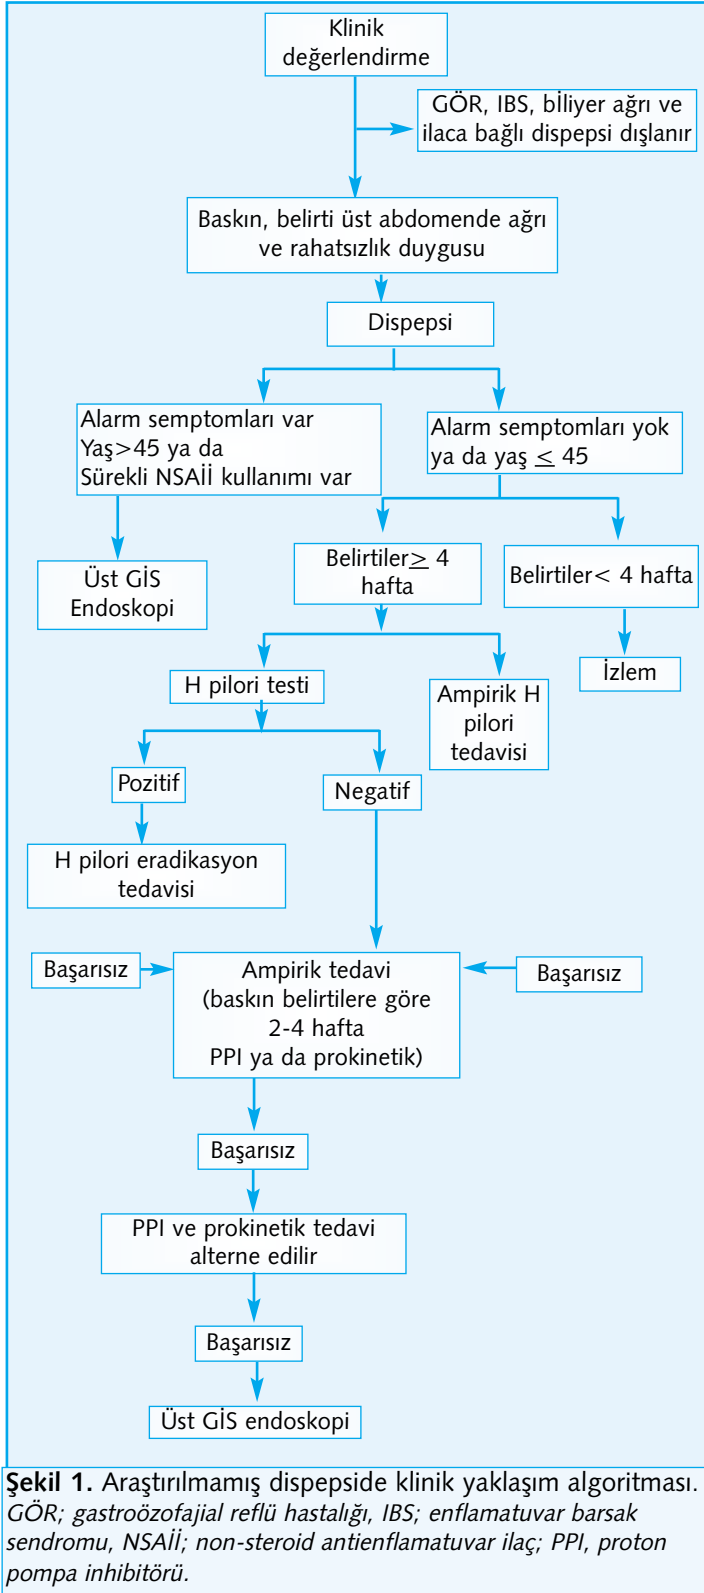 Klinik
değerlendirme
GÖR, IBS, bİliyer ağrı ve
ilaca bağlı dispepsi dışlanır
Baskın, belirti üst abdomende ağrı
ve rahatsızlık duygusu
Dispepsi
Alarm semptomları var
Yaş>45 ya da
Sürekli NSAİİ kullanımı var
Alarm semptomları yok
ya da yaş ≤ 45
Üst GİS
Endoskopi
Belirtiler≥ 4
hafta
Belirtiler< 4 hafta
İzlem
H pilori testi
Ampirik H
pilori
tedavisi
Pozitif
Negatif
H pilori eradikasyon
tedavisi
Başarısız
Ampirik tedavi
(baskın belirtilere göre
2-4 hafta
PPI ya da prokinetik)
Başarısız
Başarısız
PPI ve prokinetik tedavi
alterne edilir
Başarısız
Üst GİS endoskopi
Şekil 1. Araştırılmamış dispepside klinik yaklaşım algoritması.
GÖR; gastroözofajial reflü hastalığı, IBS; enflamatuvar barsak
sendromu, NSAİİ; non-steroid antienflamatuvar ilaç; PPI, proton
pompa inhibitörü.